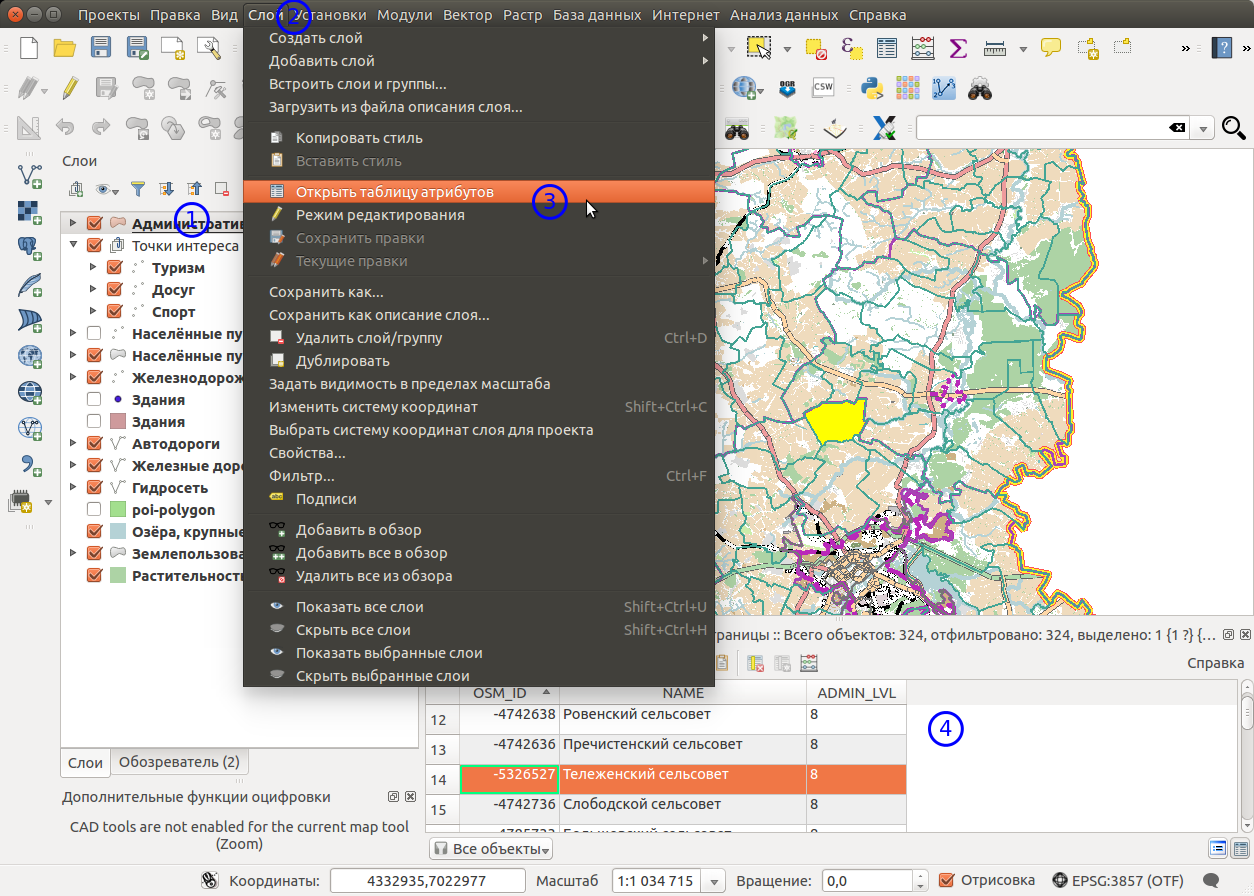 Проекты Правка Вид Слой Установки Модули Вектор Растр База данных Интернет Анализ данных Справка
2
Создать слой
Добавить слой
Встроить слои и группы...
Загрузить из файла описания слоя...
Копировать стиль
Вставить стиль
Открыть таблицу атрибутов
3
Режим редактирования
Сохранить правки
Текущие правки
Сохранить как...
Сохранить как описание слоя...
Удалить слой/группу Ctrl+D
Дублировать
Задать видимость в пределах масштаба
Изменить систему координат Shift+Ctrl+C
Выбрать систему координат слоя для проекта
Свойства...
Фильтр... Ctrl+F
abc Подписи
Добавить в обзор
Добавить все в обзор
Удалить все из обзора
Показать все слои Shift+Ctrl+U
Скрыть все слои Shift+Ctrl+H
Показать выбранные слои
Скрыть выбранные слои
OGR
CSW
Слои
1
Административ
Точки интереса
Туризм
Досуг
Спорт
Населённые пу
Населённые пу
Железнодорож
Здания
Здания
Автодороги
Железные доро
Гидросеть
poi-polygon
Озёра, крупные
Землепользова
Растительност
Слои Обозреватель (2)
Дополнительные функции оцифровки
CAD tools are not enabled for the current map tool
(Zoom)
раницы :: Всего объектов: 324, отфильтровано: 324, выделено: 1 {1 ?} {...
Справка
OSM_ID NAME ADMIN_LVL
12 -4742638 Ровенский сельсовет 8
4
13 -4742636 Пречистенский сельсовет 8
14 -5326527 Тележенский сельсовет 8
15 -4742736 Слободской сельсовет 8
Все объекты
Координаты: 4332935,7022977 Масштаб 1:1 034 715 Вращение: 0,0 Отрисовка EPSG:3857 (OTF)